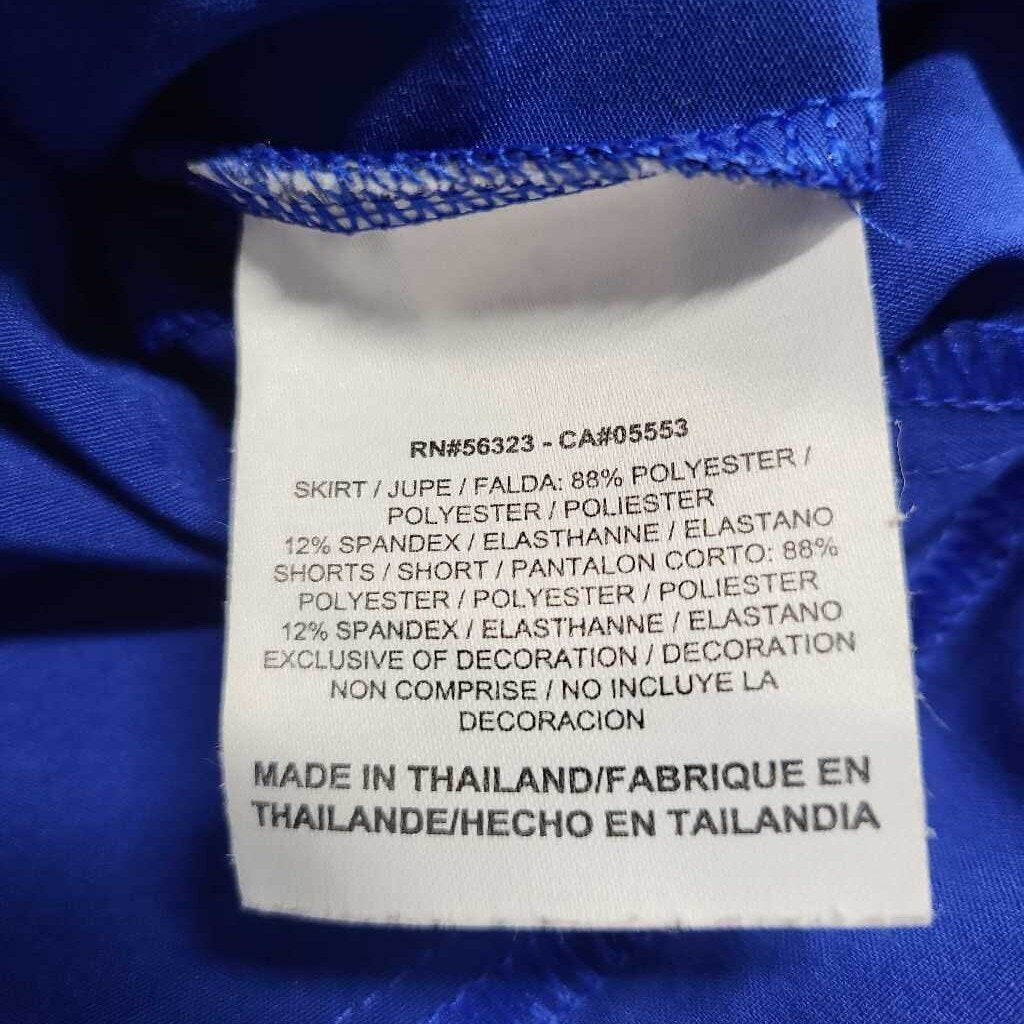 RN#56323 - CA#05553
SKIRT / JUPE / FALDA: 88% POLYESTER /
POLYESTER / POLIESTER
12% SPANDEX / ELASTHANNE / ELASTANO
SHORTS / SHORT / PANTALON CORTO: 88%
POLYESTER / POLYESTER / POLIESTER
12% SPANDEX / ELASTHANNE / ELASTANO
EXCLUSIVE OF DECORATION / DECORATION
NON COMPRISE / NO INCLUYE LA
DECORACION
MADE IN THAILAND/FABRIQUE EN
THAILANDE/HECHO EN TAILANDIA